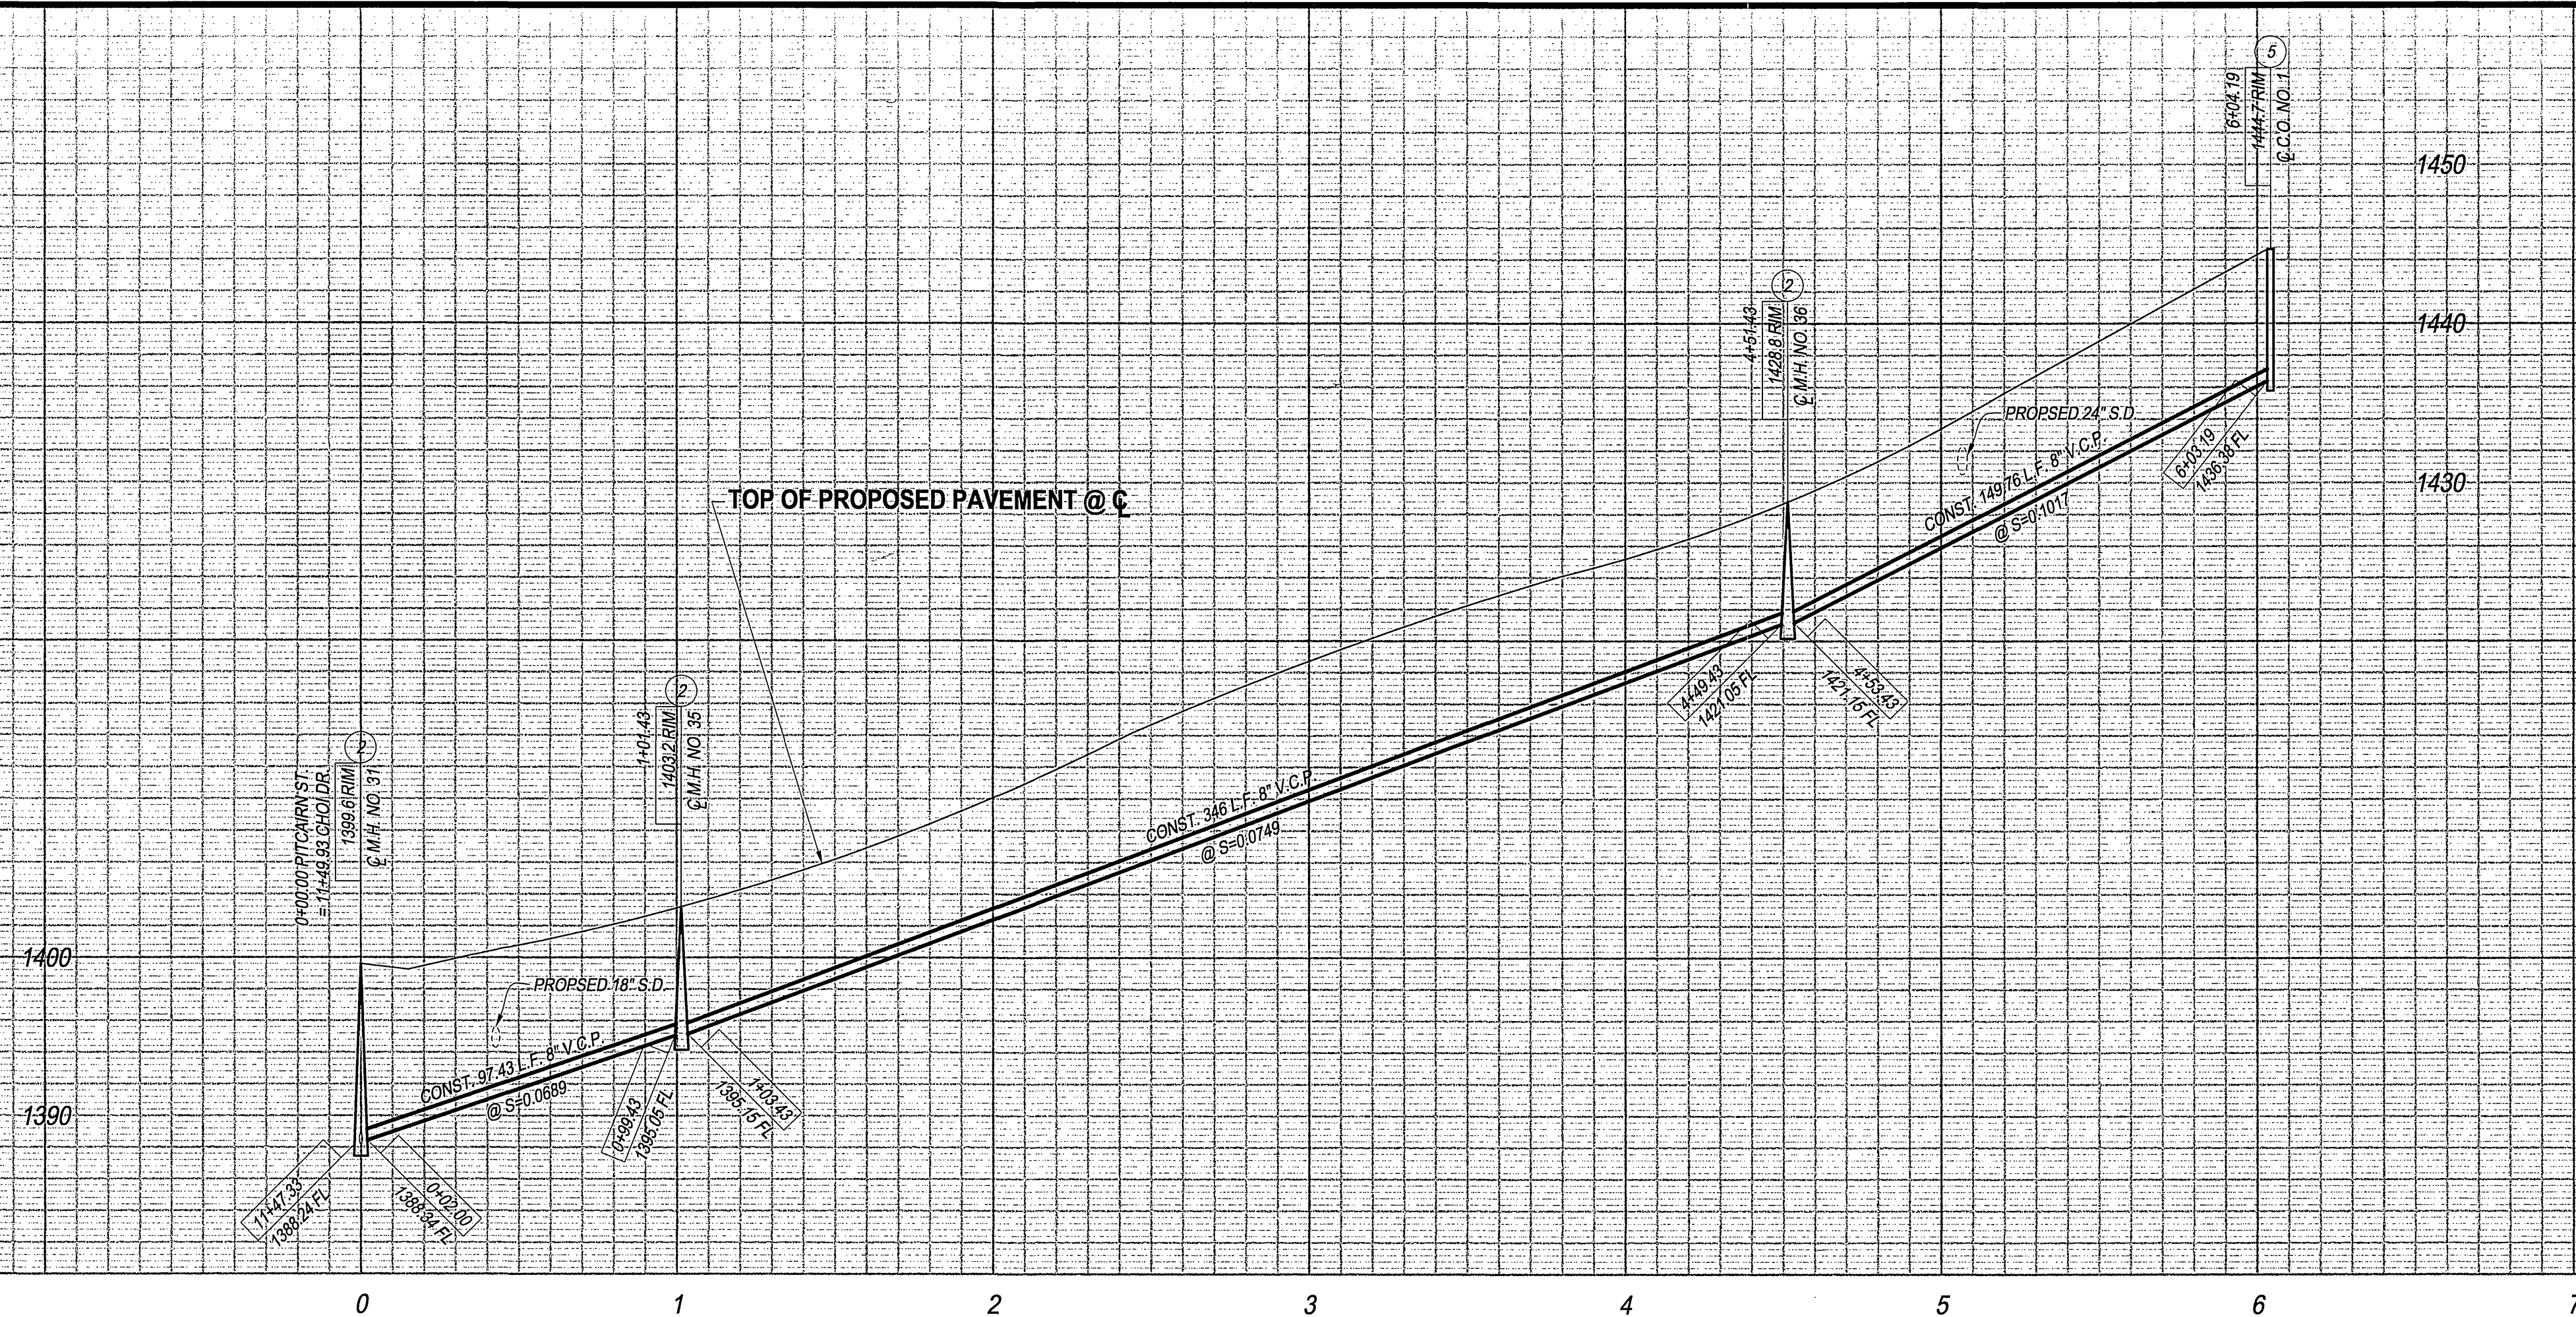 5
6+04.19
1444.7 RIM
℄ C.O. NO. 1
1450
2
4+51.43
1428.8 RIM
℄ M.H. NO. 36
1440
PROPSED 24" S.D.
CONST. 149.76 L.F. 8" V.C.P.
@ S=0.1017
6+03.19
1436.38 FL
1430
TOP OF PROPOSED PAVEMENT @ ℄
4+49.43
1421.05 FL
4+53.43
1421.15 FL
2
1+01.43
1403.2 RIM
℄ M.H. NO. 35
2
0+00.00 PITCAIRN ST.
= 11+49.93 CHOI DR.
1399.6 RIM
℄ M.H. NO. 31
CONST. 346 L.F. 8" V.C.P.
@ S=0.0749
1400
PROPSED 18" S.D.
CONST. 97.43 L.F. 8" V.C.P.
@ S=0.0689
0+99.43
1395.05 FL
1+03.43
1395.15 FL
1390
11+47.33
1388.24 FL
0+02.00
1388.34 FL
0 1 2 3 4 5 6 7